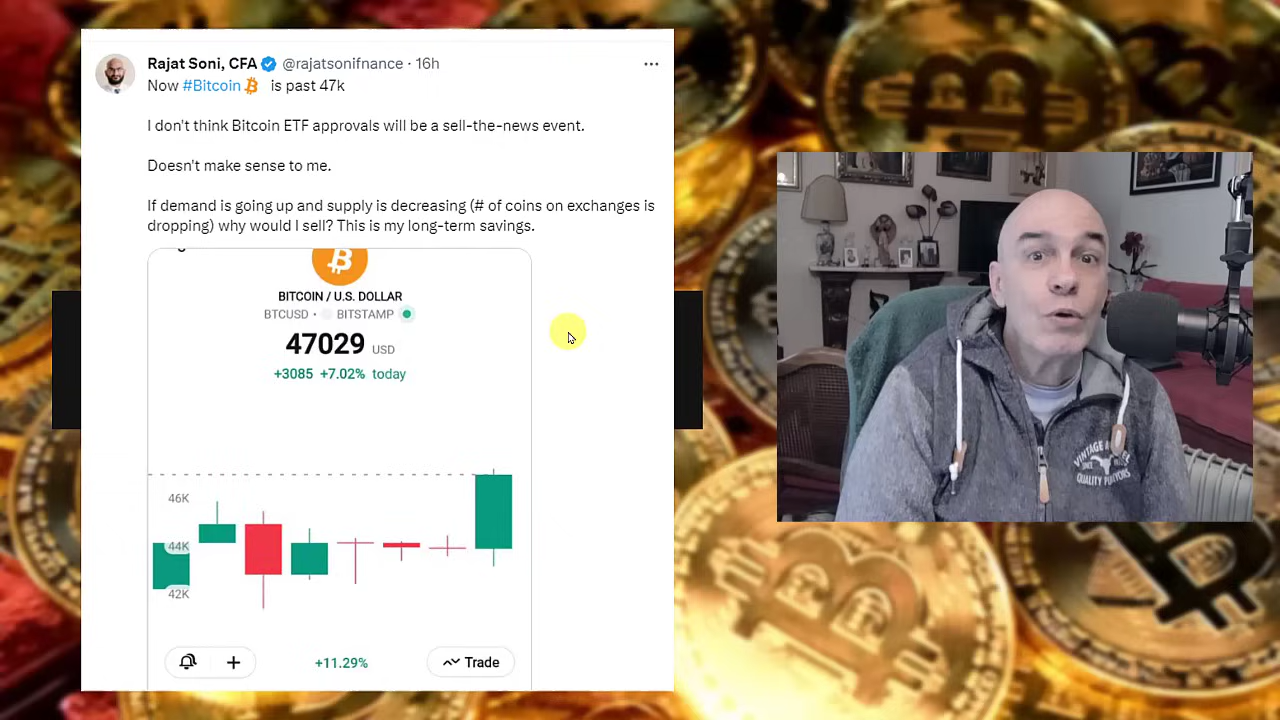 Rajat Soni, CFA @rajatsonifnance · 16h
Now #Bitcoin is past 47k
I don't think Bitcoin ETF approvals will be a sell-the-news event.
Doesn't make sense to me.
If demand is going up and supply is decreasing (# of coins on exchanges is
dropping) why would I sell? This is my long-term savings.
BITCOIN / U.S. DOLLAR
BTCUSD · BITSTAMP
47029 USD
+3085 +7.02% today
46K
44K
42K
+11.29%
Trade
QUALITY